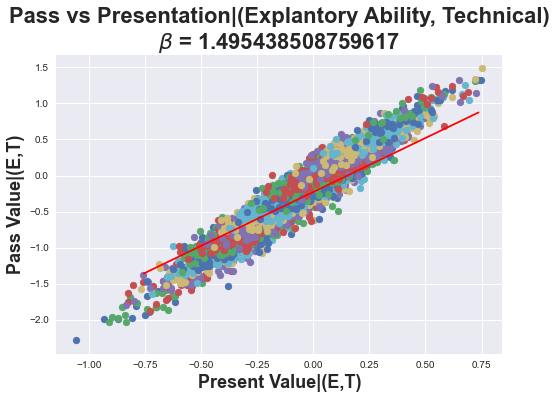 Pass vs Presentation|(Explantory Ability, Technical)
β = 1.495438508759617
Pass Value|(E,T)
1.5
1.0
0.5
0.0
−0.5
−1.0
−1.5
−2.0
−1.00 −0.75 −0.50 −0.25 0.00 0.25 0.50 0.75
Present Value|(E,T)